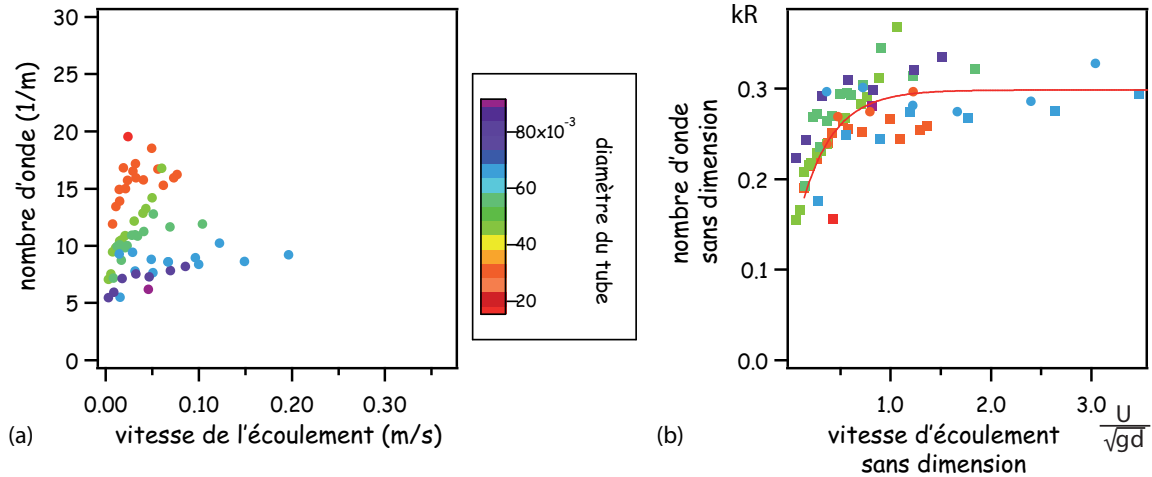 30
25
20
15
10
5
0
nombre d'onde (1/m)
0.00
0.10
0.20
0.30
vitesse de l'écoulement (m/s)
(a)
80x10⁻³
60
40
20
diamètre du tube
kR
0.3
0.2
0.1
0.0
nombre d'onde
sans dimension
1.0
2.0
3.0
U
√gd
vitesse d'écoulement
sans dimension
(b)